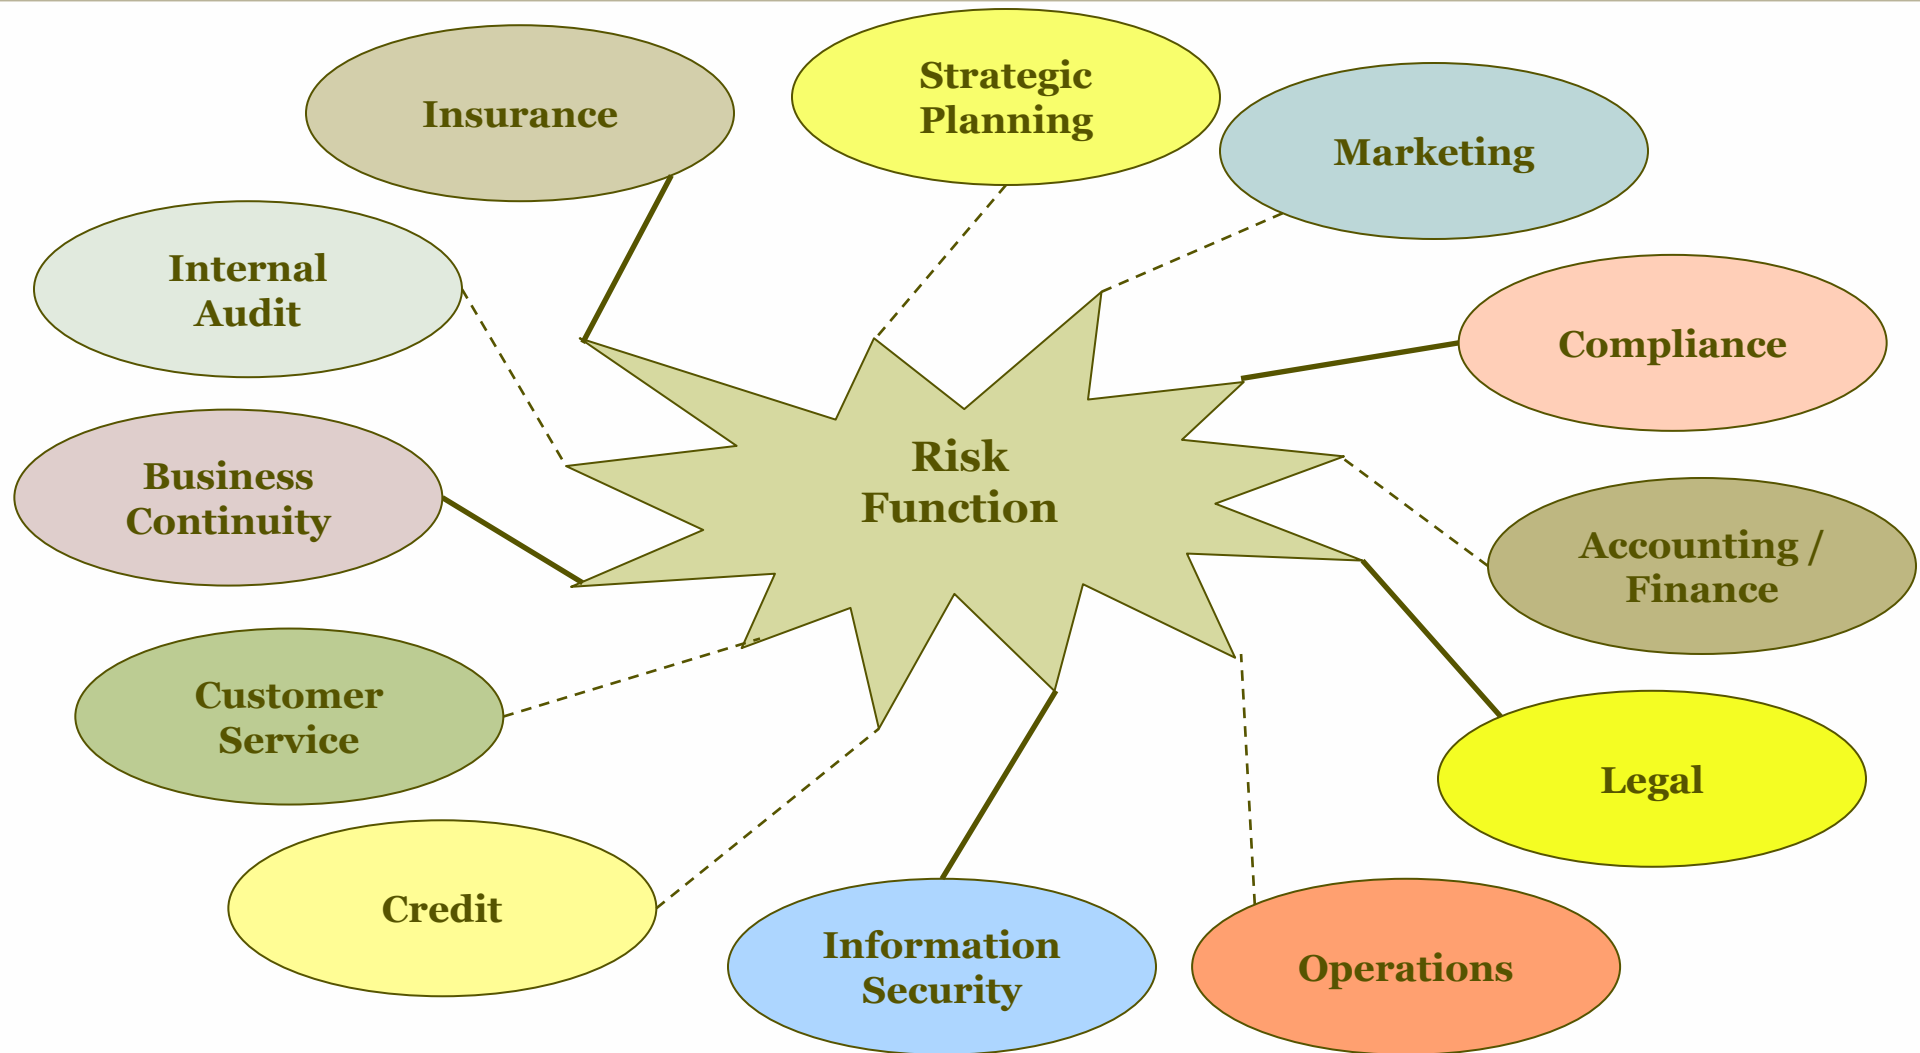 Strategic
Planning
Insurance
Marketing
Internal
Audit
Compliance
Risk
Function
Business
Continuity
Accounting /
Finance
Customer
Service
Legal
Credit
Information
Security
Operations